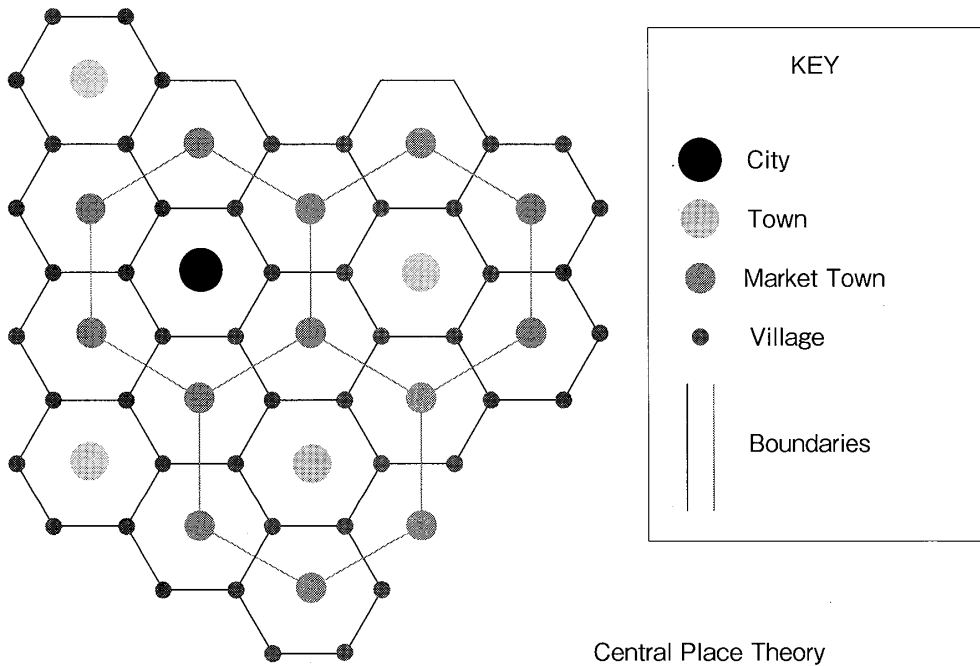 KEY
City
Town
Market Town
Village
Boundaries
Central Place Theory